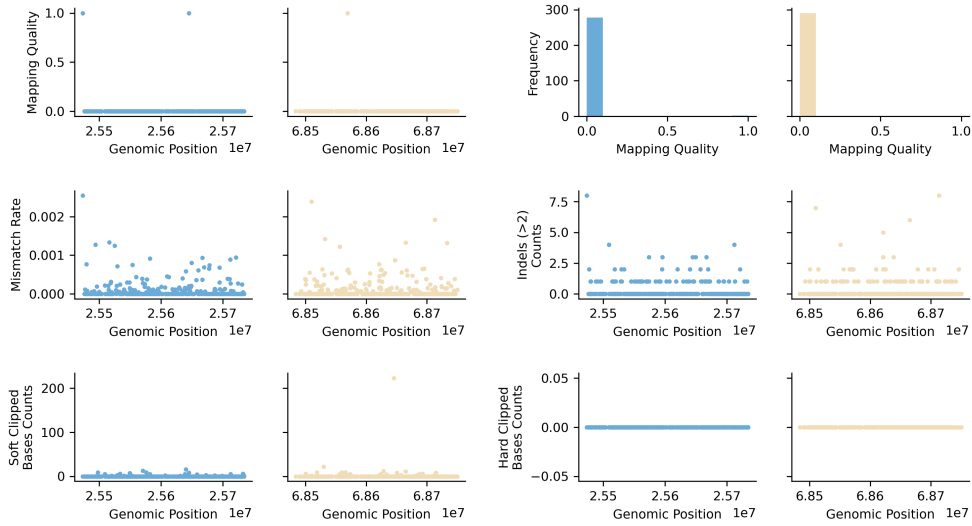 Mapping Quality
1.0
0.5
0.0
2.55 2.56 2.57
Genomic Position 1e7
6.85 6.86 6.87
Genomic Position 1e7
Frequency
300
200
100
0
0.0 0.5 1.0
Mapping Quality
0.0 0.5 1.0
Mapping Quality
Mismatch Rate
0.002
0.001
0.000
2.55 2.56 2.57
Genomic Position 1e7
6.85 6.86 6.87
Genomic Position 1e7
Indels (>2)
Counts
7.5
5.0
2.5
0.0
2.55 2.56 2.57
Genomic Position 1e7
6.85 6.86 6.87
Genomic Position 1e7
Soft Clipped
Bases Counts
200
100
0
2.55 2.56 2.57
Genomic Position 1e7
6.85 6.86 6.87
Genomic Position 1e7
Hard Clipped
Bases Counts
0.05
0.00
−0.05
2.55 2.56 2.57
Genomic Position 1e7
6.85 6.86 6.87
Genomic Position 1e7